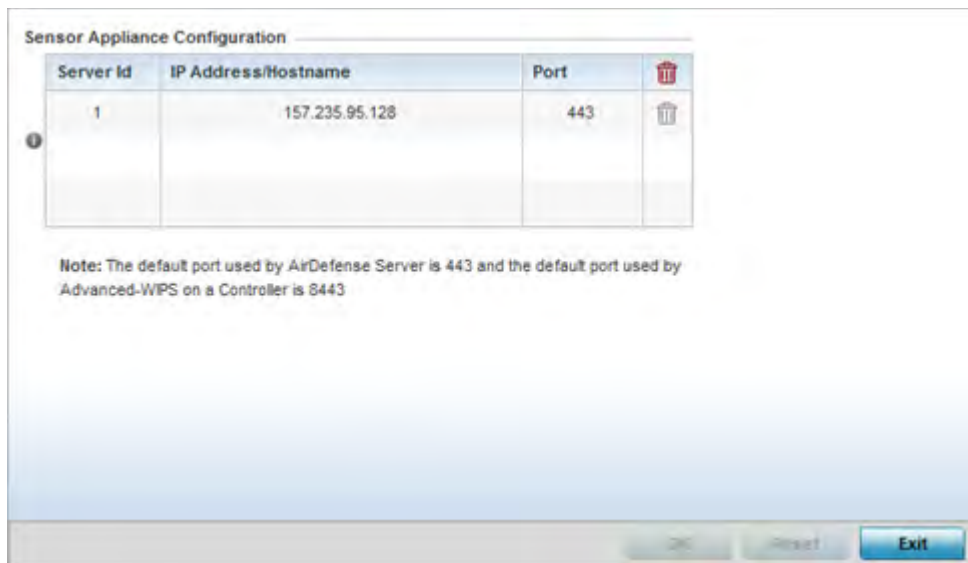 Sensor Appliance Configuration
Server Id IP Address/Hostname Port
1 157.235.95.128 443
Note: The default port used by AirDefense Server is 443 and the default port used by
Advanced-WIPS on a Controller is 8443
OK Reset Exit